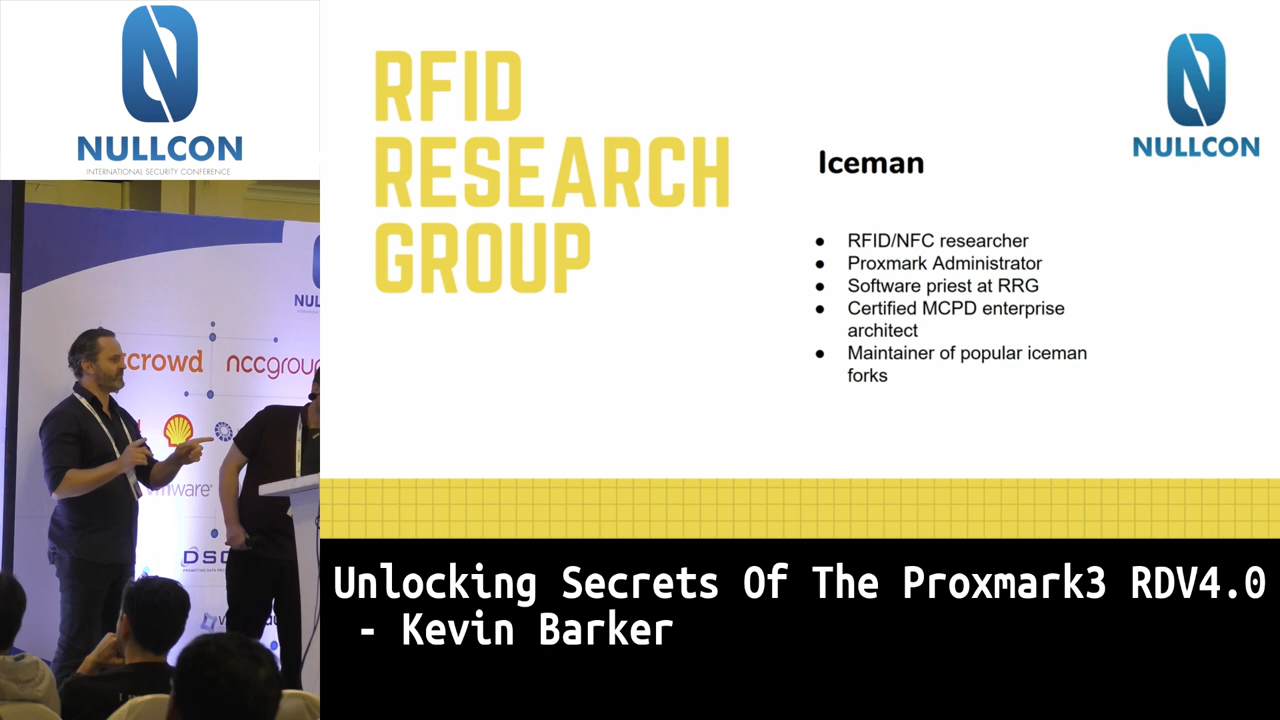 NULLCON
INTERNATIONAL SECURITY CONFERENCE
NUL
crowd
nccgroup
vmware
DSC
RFID
RESEARCH
GROUP
NULLCON
Iceman
● RFID/NFC researcher
● Proxmark Administrator
● Software priest at RRG
● Certified MCPD enterprise
architect
● Maintainer of popular iceman
forks
Unlocking Secrets Of The Proxmark3 RDV4.0
- Kevin Barker